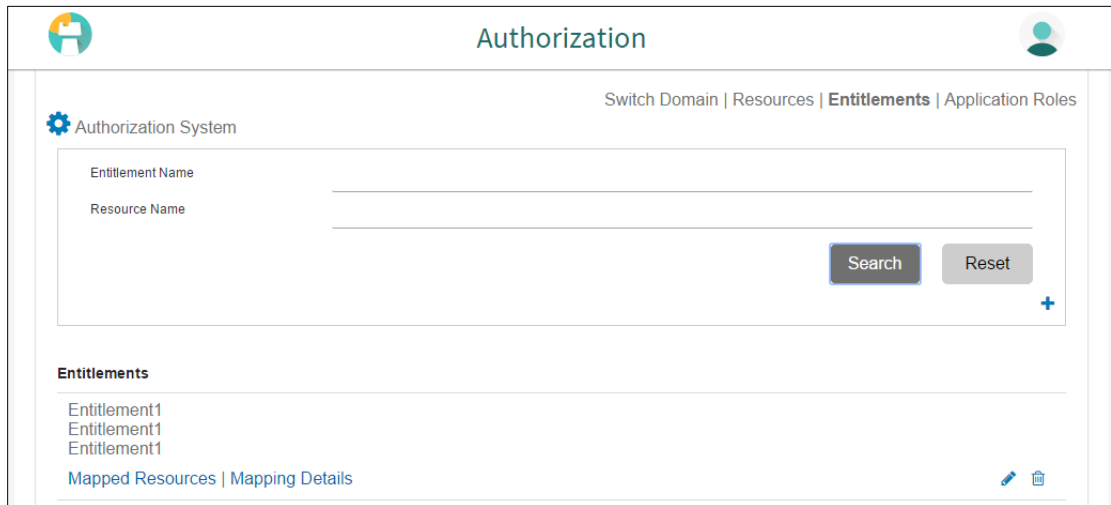 Authorization
Switch Domain | Resources | Entitlements | Application Roles
Authorization System
Entitlement Name
Resource Name
Search Reset
Entitlements
Entitlement1
Entitlement1
Entitlement1
Mapped Resources | Mapping Details